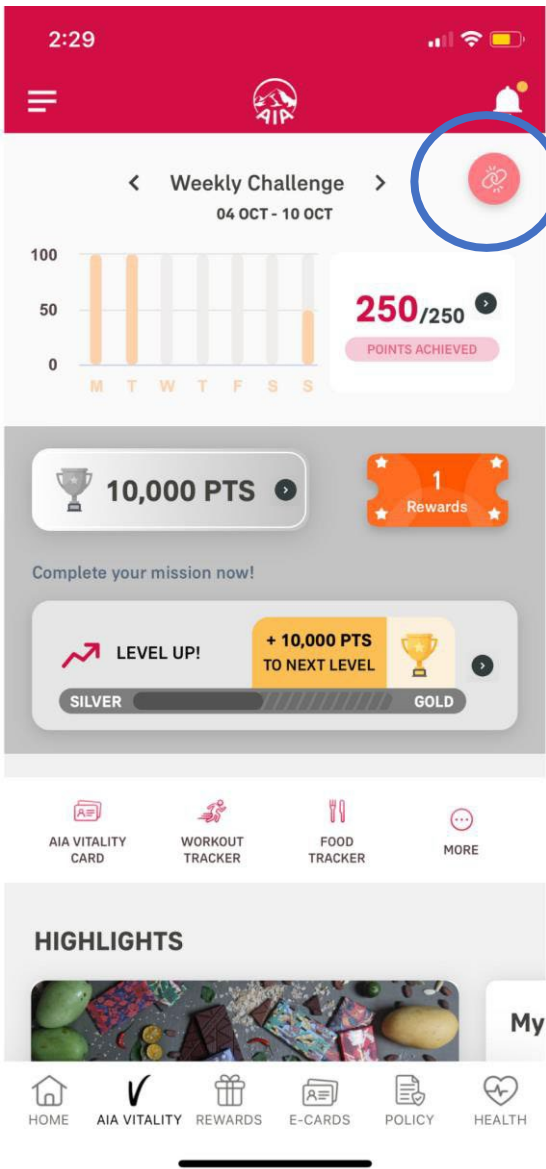 2:29
AIA
Weekly Challenge
04 OCT - 10 OCT
100
50
0
M T W T F S S
250/250
POINTS ACHIEVED
10,000 PTS
1
Rewards
Complete your mission now!
LEVEL UP!
+ 10,000 PTS
TO NEXT LEVEL
SILVER
GOLD
AIA VITALITY
CARD
WORKOUT
TRACKER
FOOD
TRACKER
MORE
HIGHLIGHTS
My
HOME
AIA VITALITY
REWARDS
E-CARDS
POLICY
HEALTH